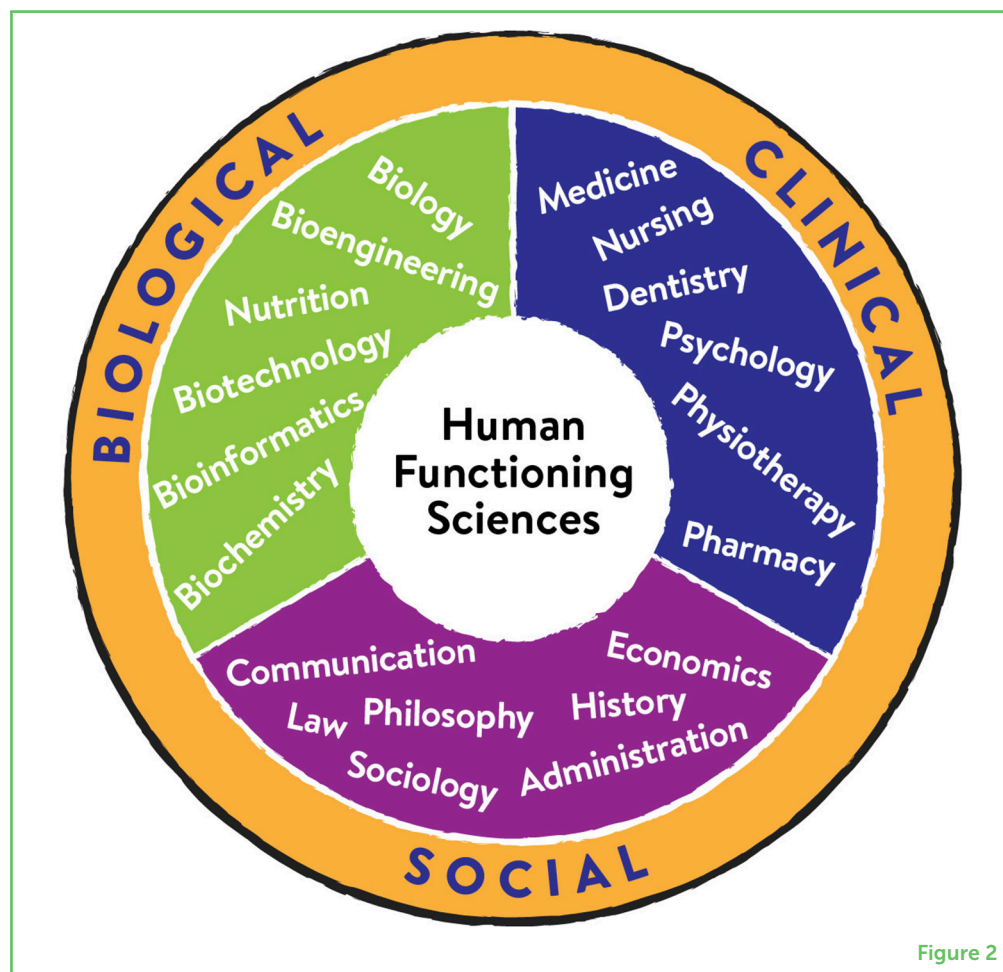 BIOLOGICAL
Biology
Bioengineering
Nutrition
Biotechnology
Bioinformatics
Biochemistry
CLINICAL
Medicine
Nursing
Dentistry
Psychology
Physiotherapy
Pharmacy
Human
Functioning
Sciences
Communication
Economics
Law
Philosophy
History
Sociology
Administration
SOCIAL
Figure 2